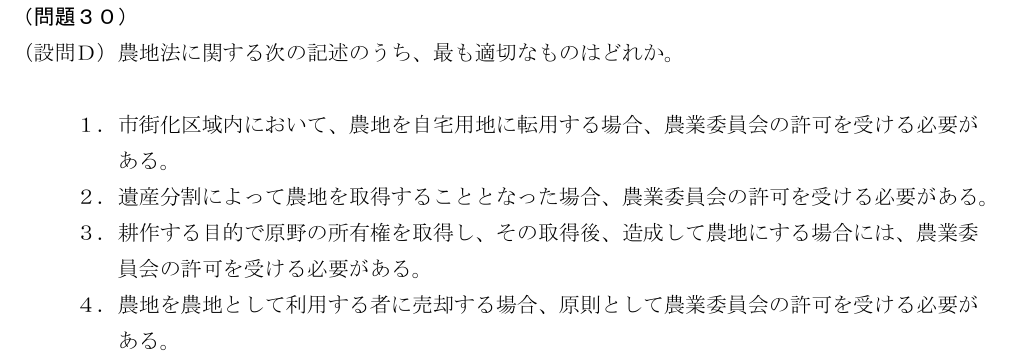 （問題３０）
（設問Ｄ）農地法に関する次の記述のうち、最も適切なものはどれか。
１．市街化区域内において、農地を自宅用地に転用する場合、農業委員会の許可を受ける必要が
ある。
２．遺産分割によって農地を取得することとなった場合、農業委員会の許可を受ける必要がある。
３．耕作する目的で原野の所有権を取得し、その取得後、造成して農地にする場合には、農業委
員会の許可を受ける必要がある。
４．農地を農地として利用する者に売却する場合、原則として農業委員会の許可を受ける必要が
ある。